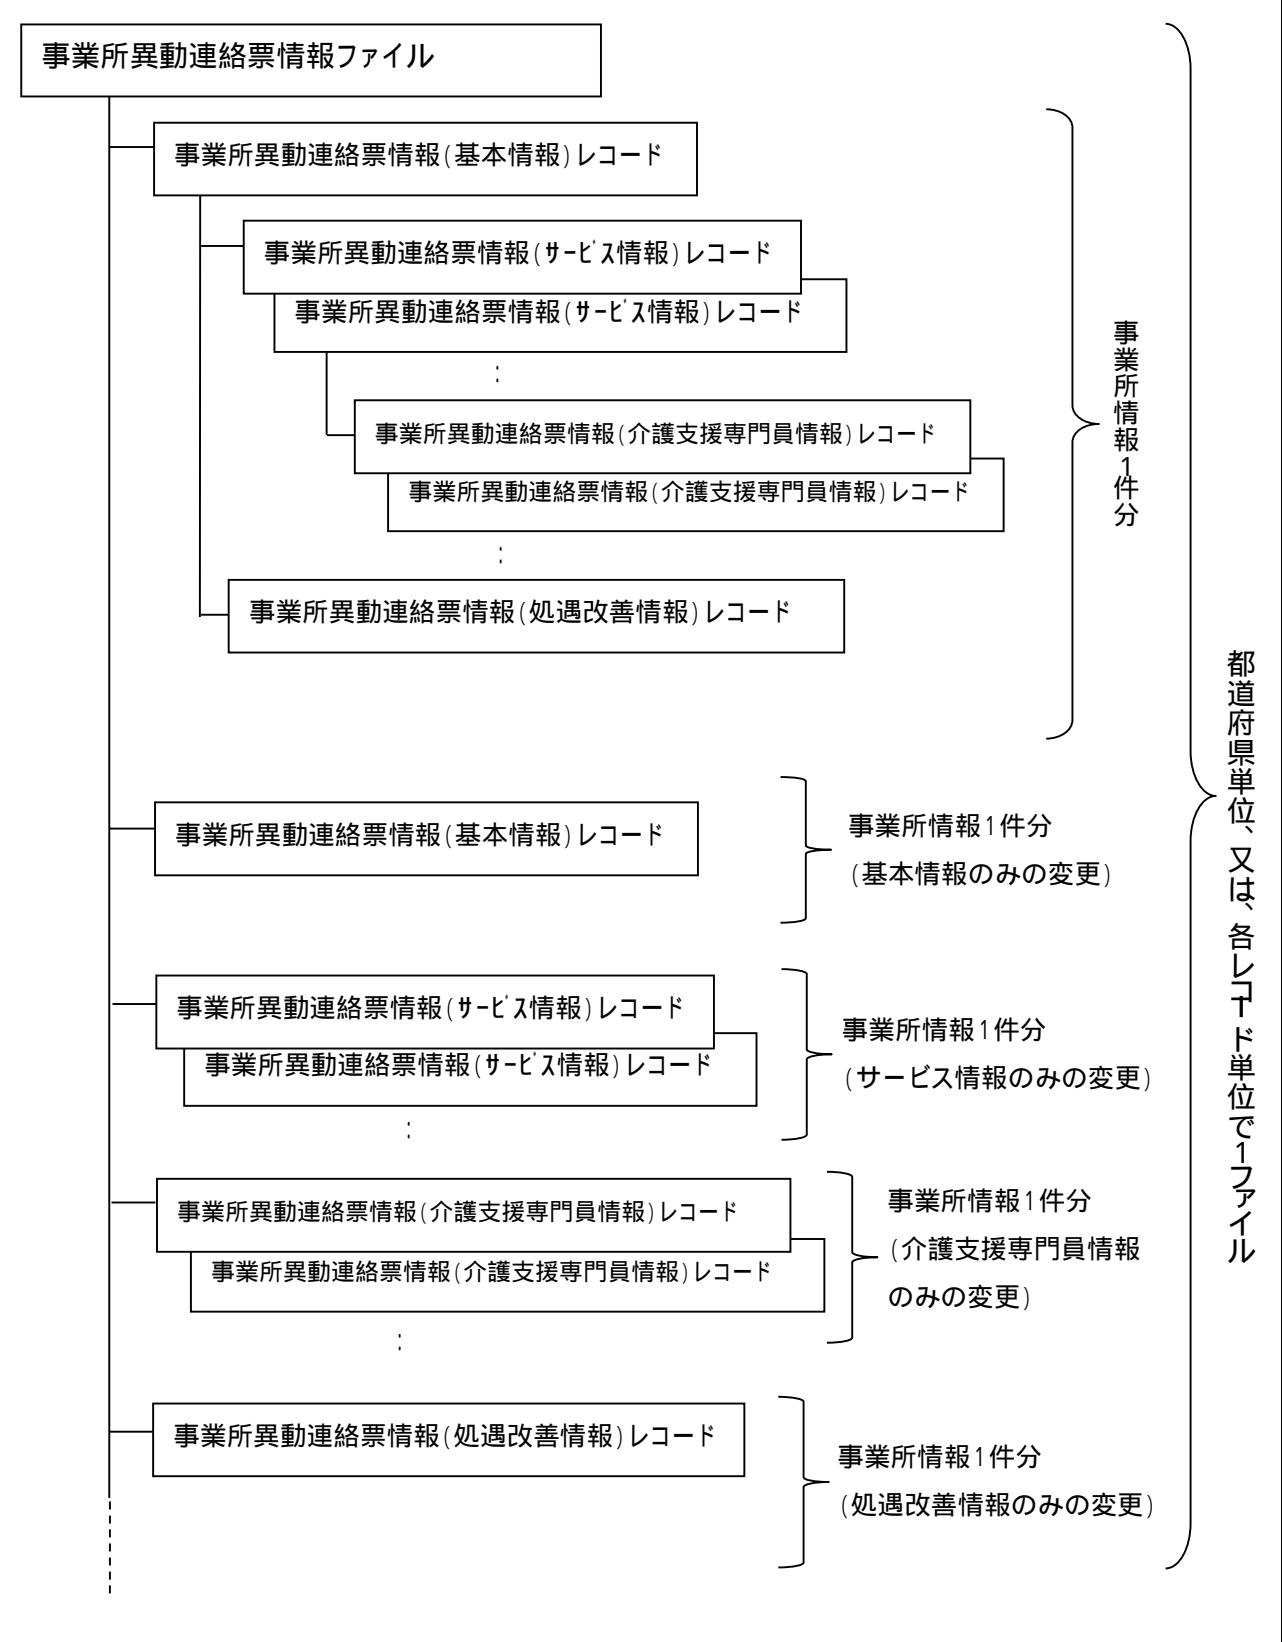 事業所異動連絡票情報ファイル
事業所異動連絡票情報(基本情報)レコード
事業所異動連絡票情報(ｻｰﾋﾞｽ情報)レコード
事業所異動連絡票情報(ｻｰﾋﾞｽ情報)レコード
:
事業所異動連絡票情報(介護支援専門員情報)レコード
事業所異動連絡票情報(介護支援専門員情報)レコード
:
事業所異動連絡票情報(処遇改善情報)レコード
事業所情報1件分
事業所異動連絡票情報(基本情報)レコード
事業所情報1件分
(基本情報のみの変更)
事業所異動連絡票情報(ｻｰﾋﾞｽ情報)レコード
事業所異動連絡票情報(ｻｰﾋﾞｽ情報)レコード
:
事業所情報1件分
(サービス情報のみの変更)
事業所異動連絡票情報(介護支援専門員情報)レコード
事業所異動連絡票情報(介護支援専門員情報)レコード
:
事業所情報1件分
(介護支援専門員情報
のみの変更)
事業所異動連絡票情報(処遇改善情報)レコード
事業所情報1件分
(処遇改善情報のみの変更)
都道府県単位、又は、各レコード単位で1ファイル